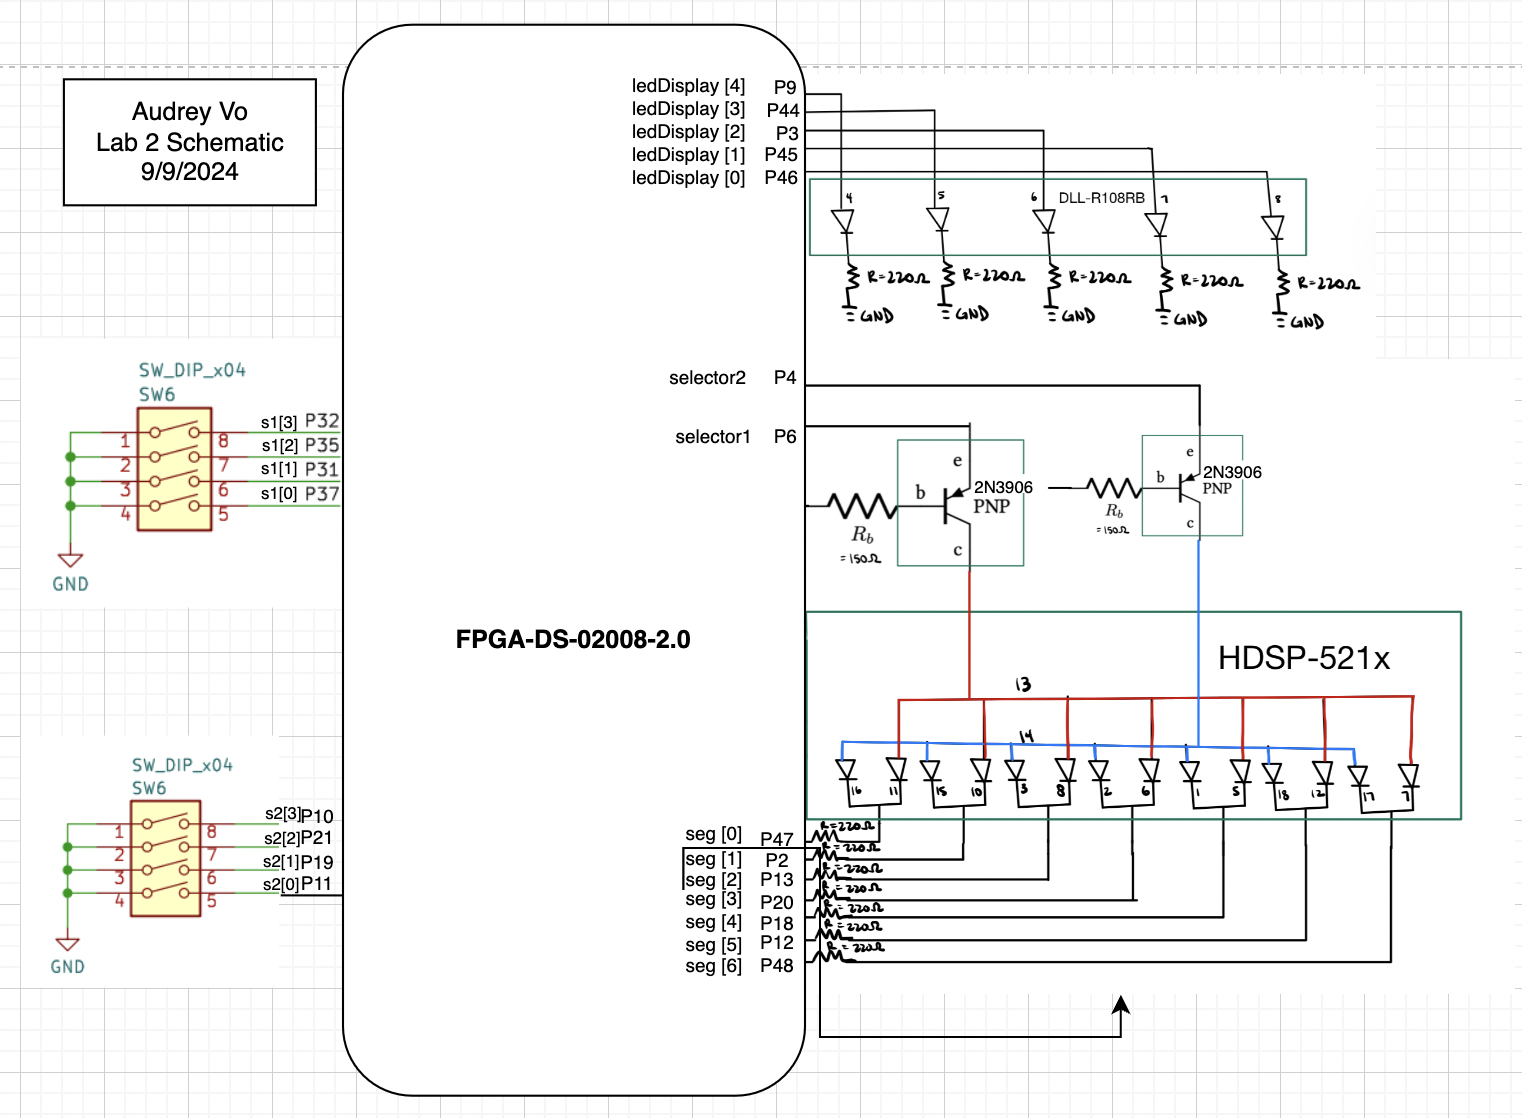 Audrey Vo
Lab 2 Schematic
9/9/2024
ledDisplay [4] P9
ledDisplay [3] P44
ledDisplay [2] P3
ledDisplay [1] P45
ledDisplay [0] P46
4 5 6 DLL-R108RB 7 8
R=220Ω R=220Ω R=220Ω R=220Ω R=220Ω
GND GND GND GND GND
selector2 P4
selector1 P6
SW_DIP_x04
SW6
s1[3] P32
1 8
s1[2] P35
2 7
s1[1] P31
3 6
s1[0] P37
4 5
GND
e
b
2N3906
PNP
c
Rb
=150Ω
e
b
2N3906
PNP
c
Rb
=150Ω
FPGA-DS-02008-2.0
HDSP-521x
13
14
16 11 15 10 3 8 2 6 1 5 18 12 17 7
SW_DIP_x04
SW6
s2[3] P10
1 8
s2[2] P21
2 7
s2[1] P19
3 6
s2[0] P11
4 5
GND
seg [0] P47 R=220Ω
seg [1] P2 R=220Ω
seg [2] P13 R=220Ω
seg [3] P20 R=220Ω
seg [4] P18 R=220Ω
seg [5] P12 R=220Ω
seg [6] P48 R=220Ω